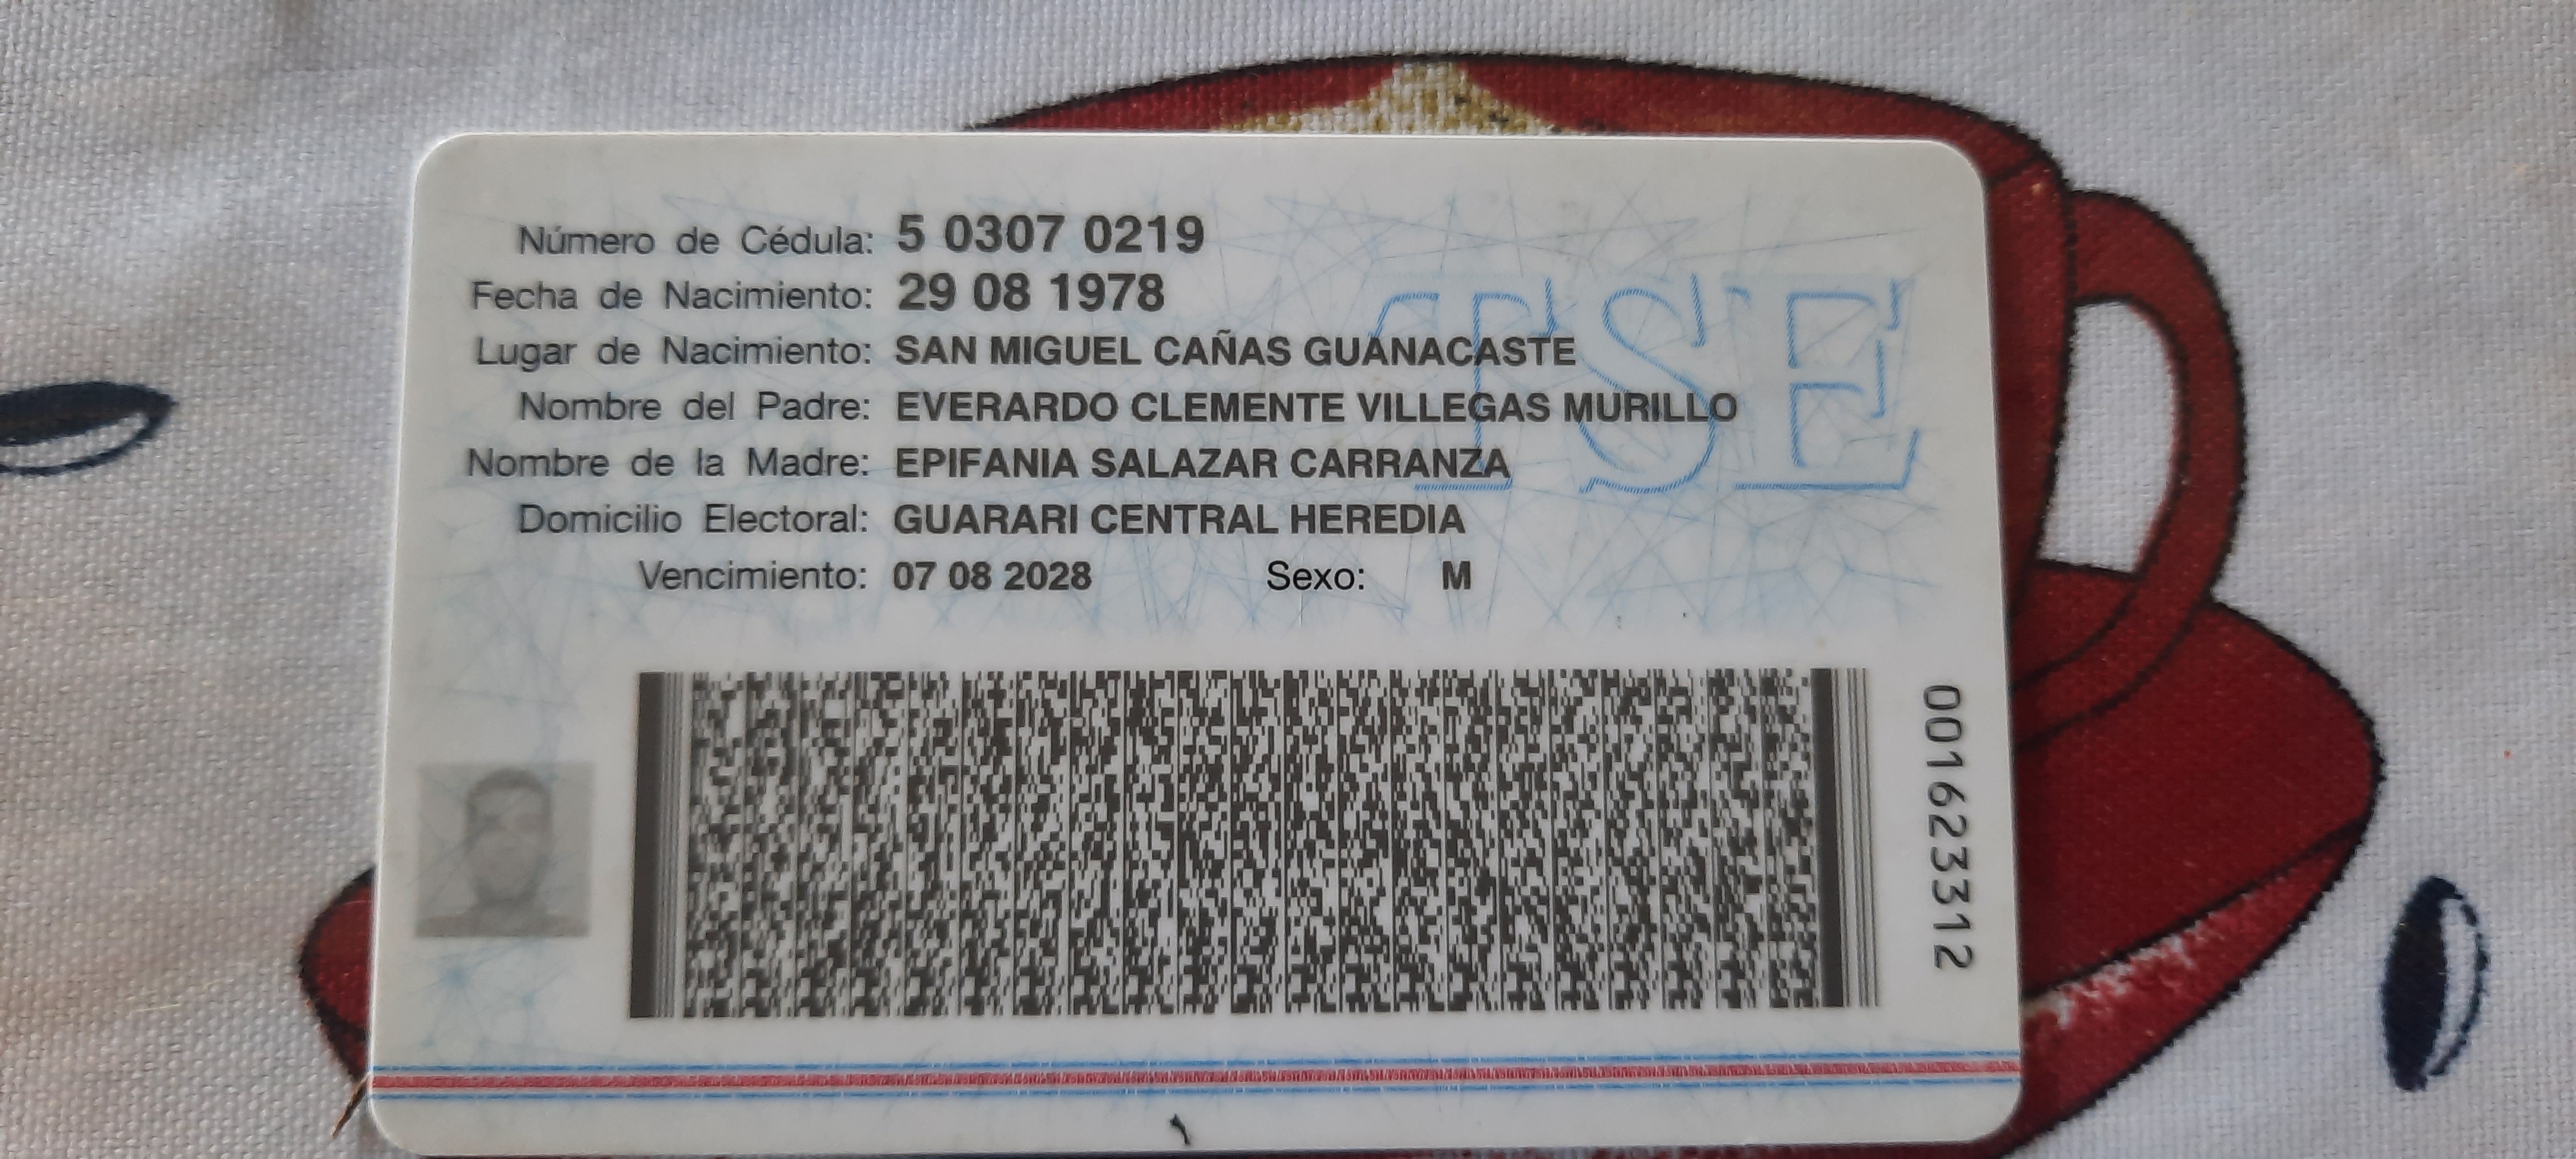 Número de Cédula: 5 0307 0219
Fecha de Nacimiento: 29 08 1978
Lugar de Nacimiento: SAN MIGUEL CAÑAS GUANACASTE
Nombre del Padre: EVERARDO CLEMENTE VILLEGAS MURILLO
Nombre de la Madre: EPIFANIA SALAZAR CARRANZA
Domicilio Electoral: GUARARI CENTRAL HEREDIA
Vencimiento: 07 08 2028 Sexo: M
TSE
001623312